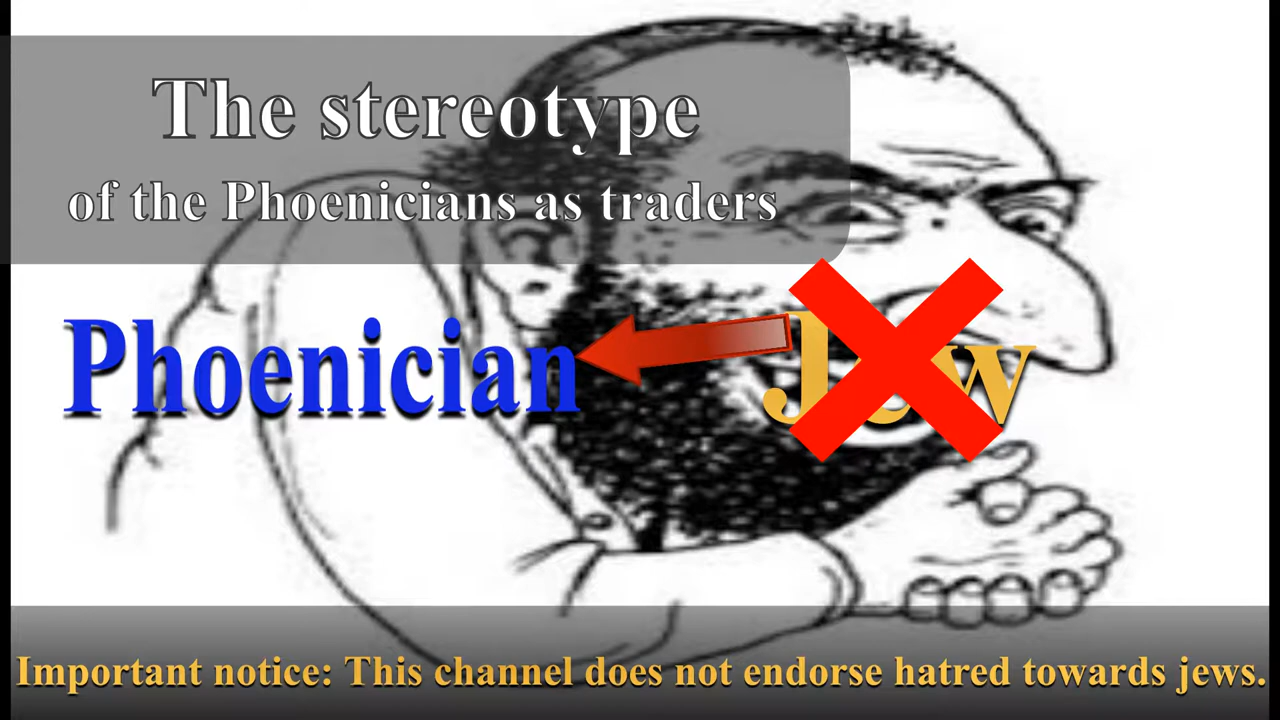 The stereotype
of the Phoenicians as traders
Phoenician
Jew
Important notice: This channel does not endorse hatred towards jews.